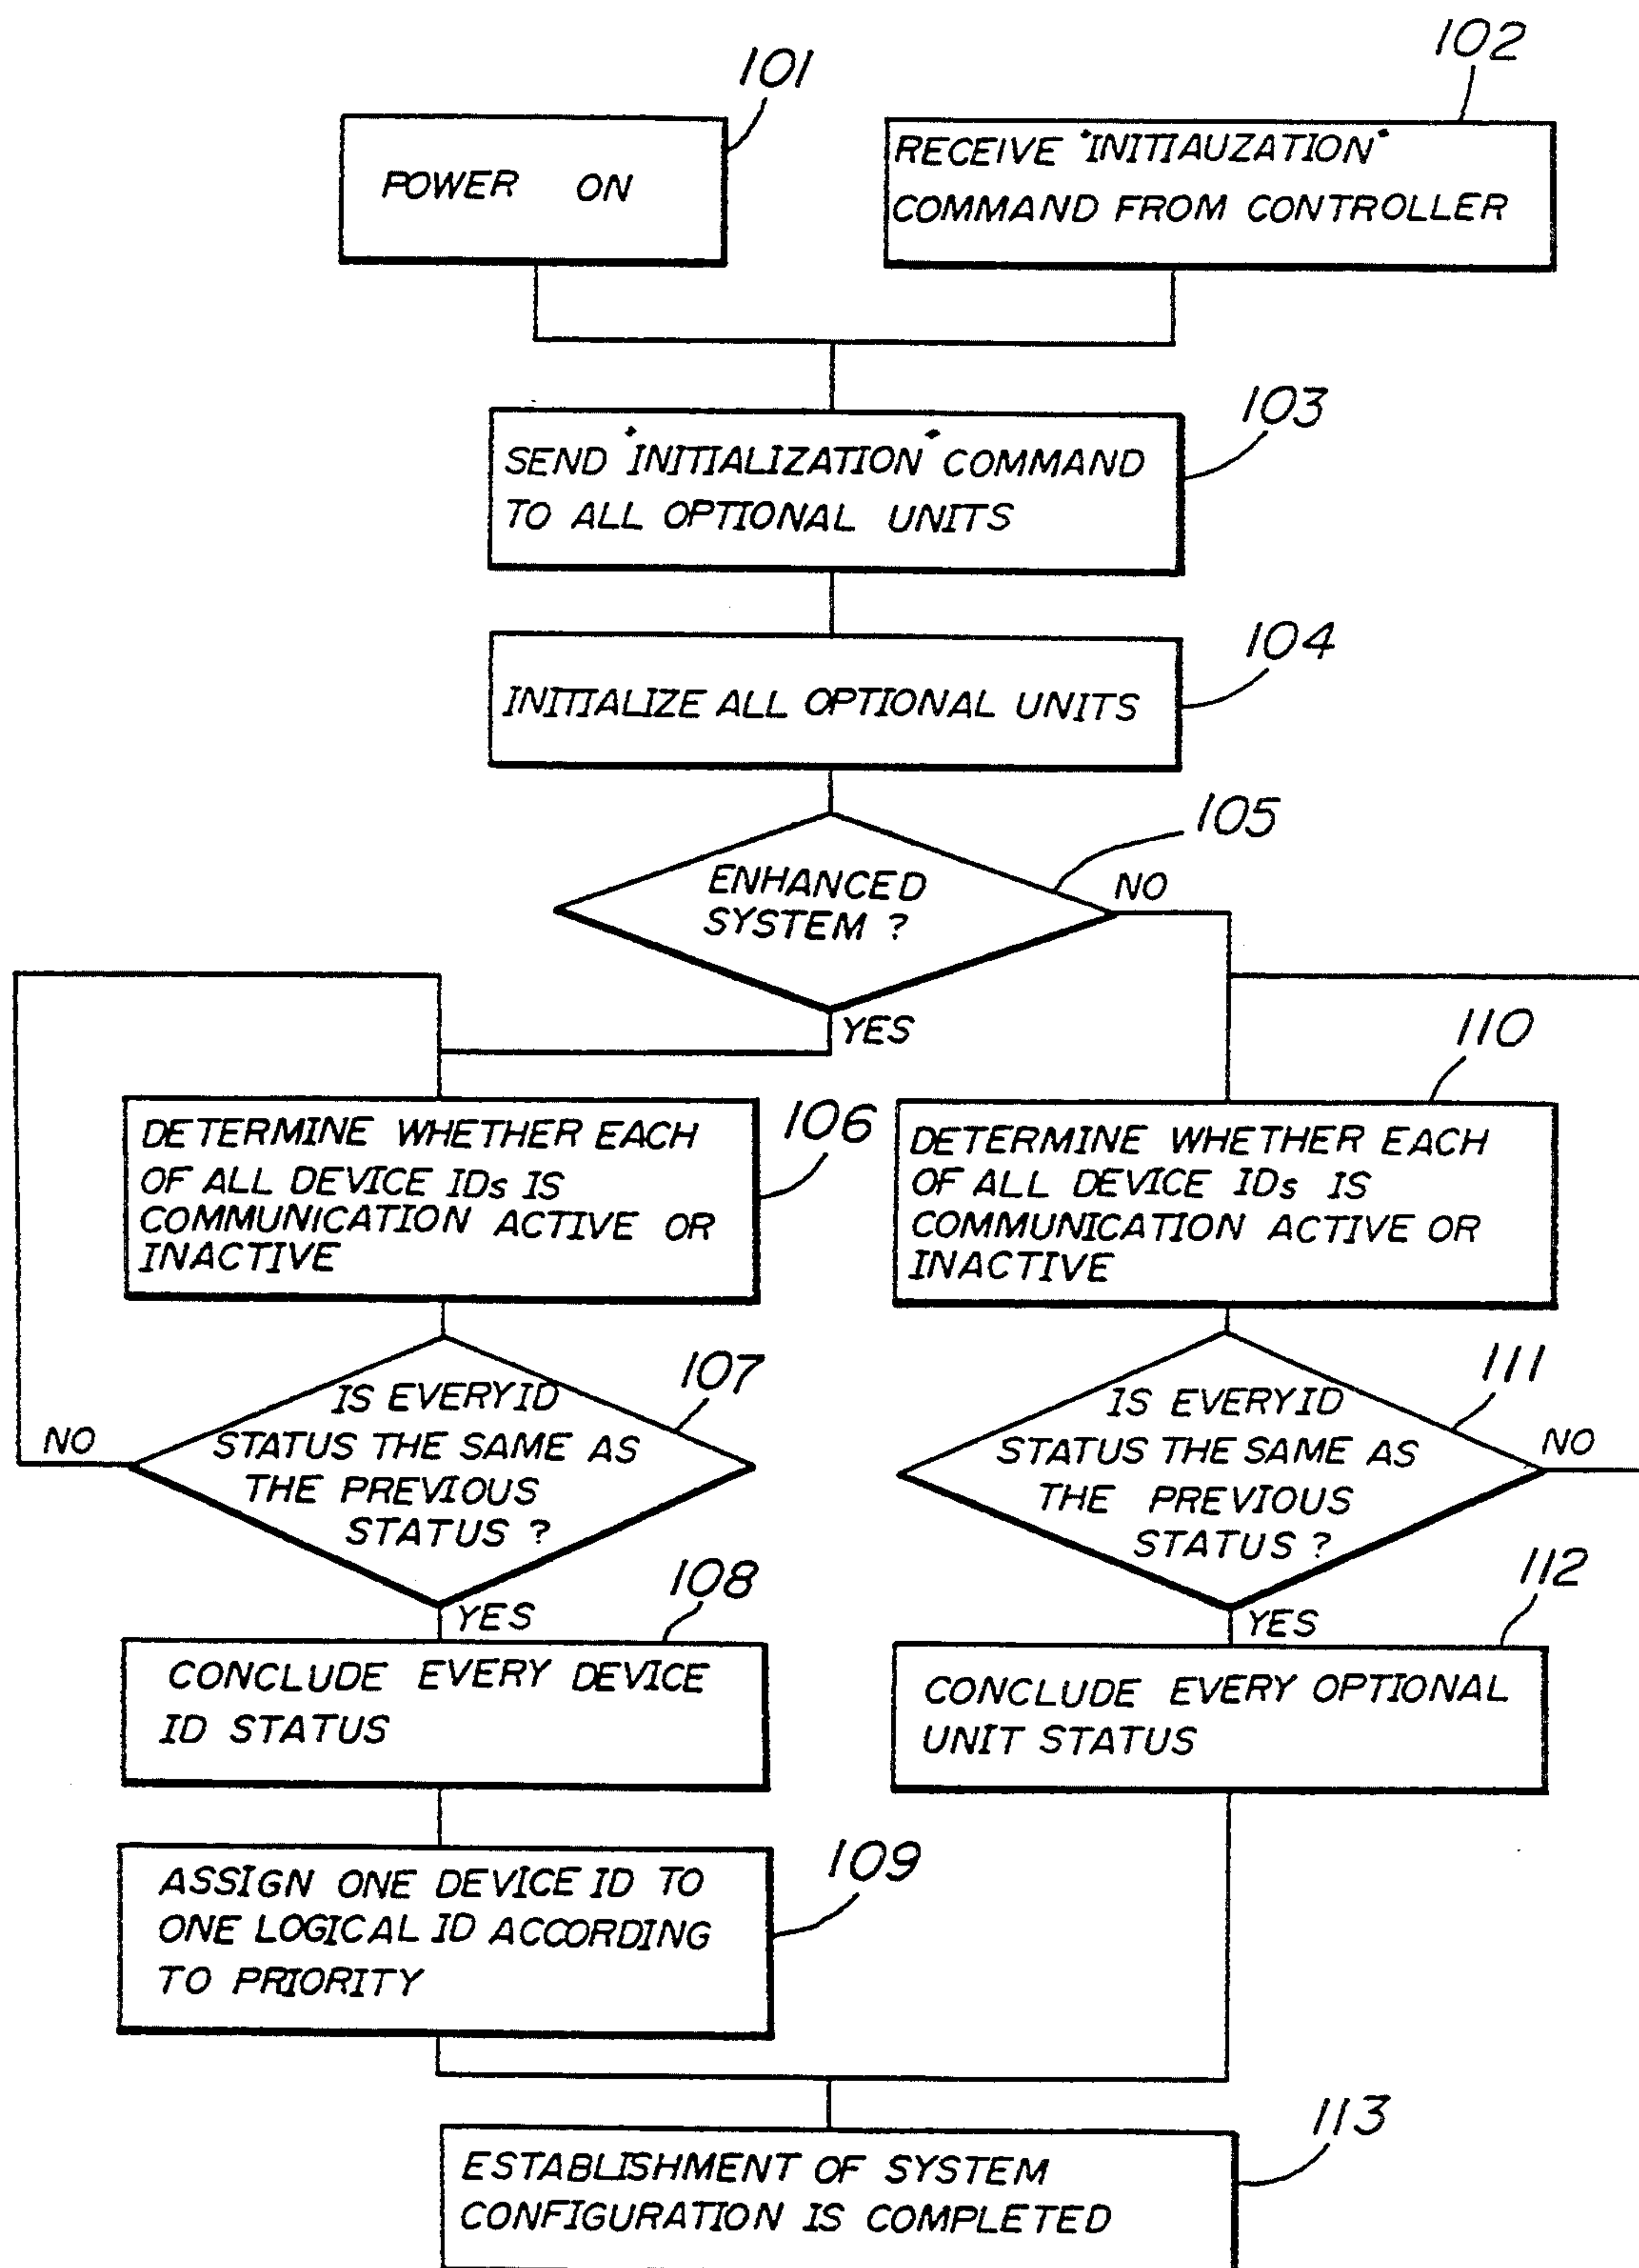 101
102
POWER ON
RECEIVE "INITIAUZATION"
COMMAND FROM CONTROLLER
103
SEND "INITIALIZATION" COMMAND
TO ALL OPTIONAL UNITS
104
INITIALIZE ALL OPTIONAL UNITS
105
ENHANCED
SYSTEM ?
NO
YES
106
DETERMINE WHETHER EACH
OF ALL DEVICE IDs IS
COMMUNICATION ACTIVE OR
INACTIVE
110
DETERMINE WHETHER EACH
OF ALL DEVICE IDs IS
COMMUNICATION ACTIVE OR
INACTIVE
107
IS EVERY ID
STATUS THE SAME AS
THE PREVIOUS
STATUS ?
NO
YES
111
IS EVERY ID
STATUS THE SAME AS
THE PREVIOUS
STATUS ?
NO
YES
108
CONCLUDE EVERY DEVICE
ID STATUS
112
CONCLUDE EVERY OPTIONAL
UNIT STATUS
109
ASSIGN ONE DEVICE ID TO
ONE LOGICAL ID ACCORDING
TO PRIORITY
113
ESTABLISHMENT OF SYSTEM
CONFIGURATION IS COMPLETED